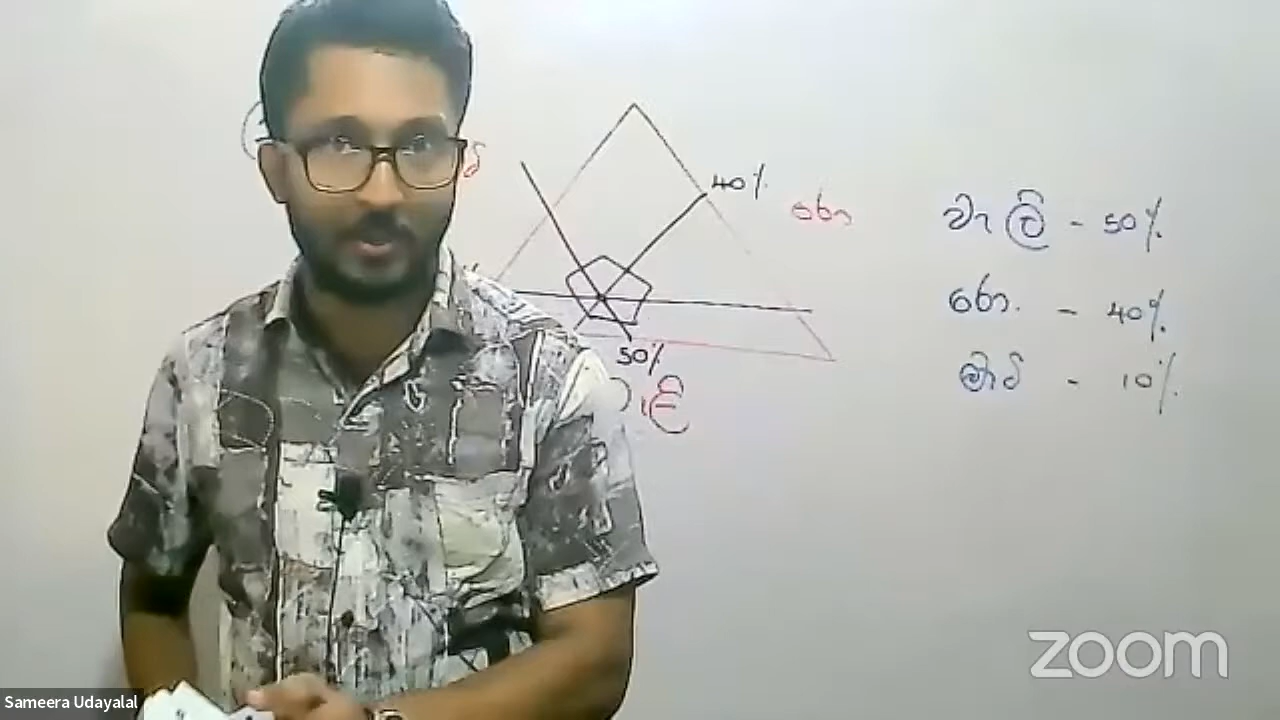 40%
රො
50%
වැලි - 50%
රො. - 40%
මැටි - 10%
zoom
Sameera Udayalal